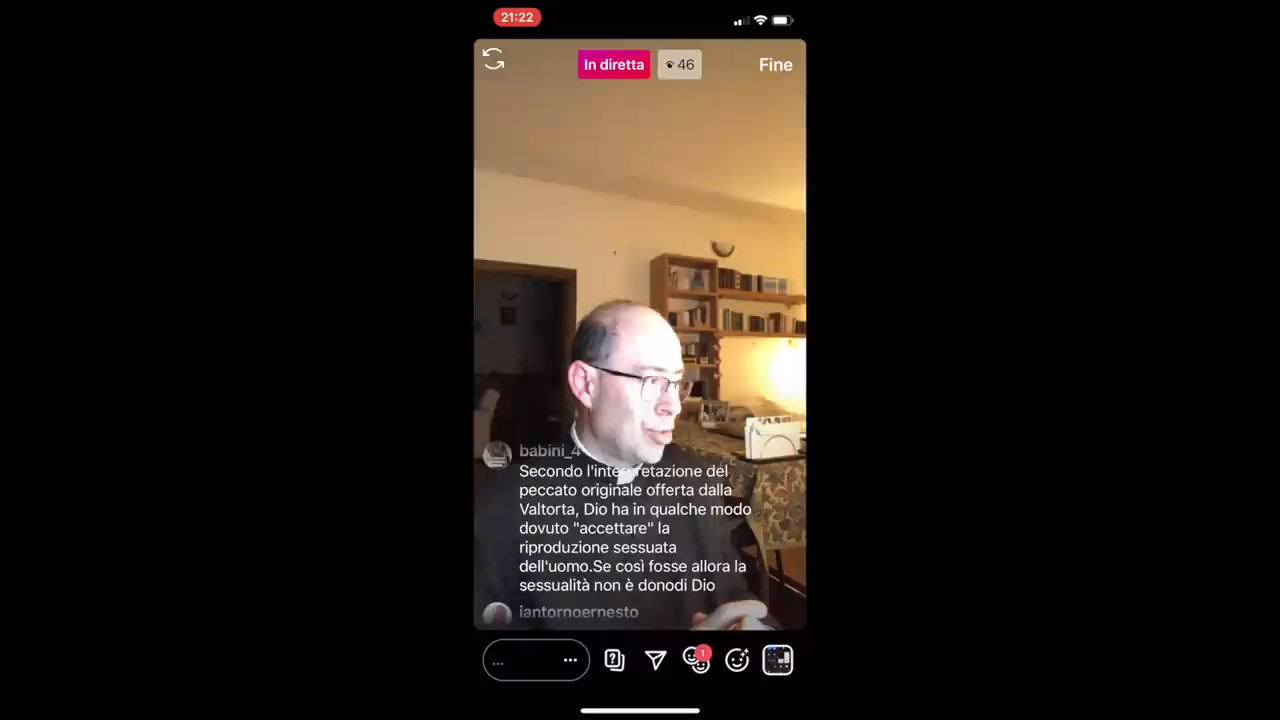 21:22
In diretta
46
Fine
babini_4
Secondo l'interpretazione del
peccato originale offerta dalla
Valtorta, Dio ha in qualche modo
dovuto "accettare" la
riproduzione sessuata
dell'uomo.Se così fosse allora la
sessualità non è donodi Dio
iantornoernesto
...
1